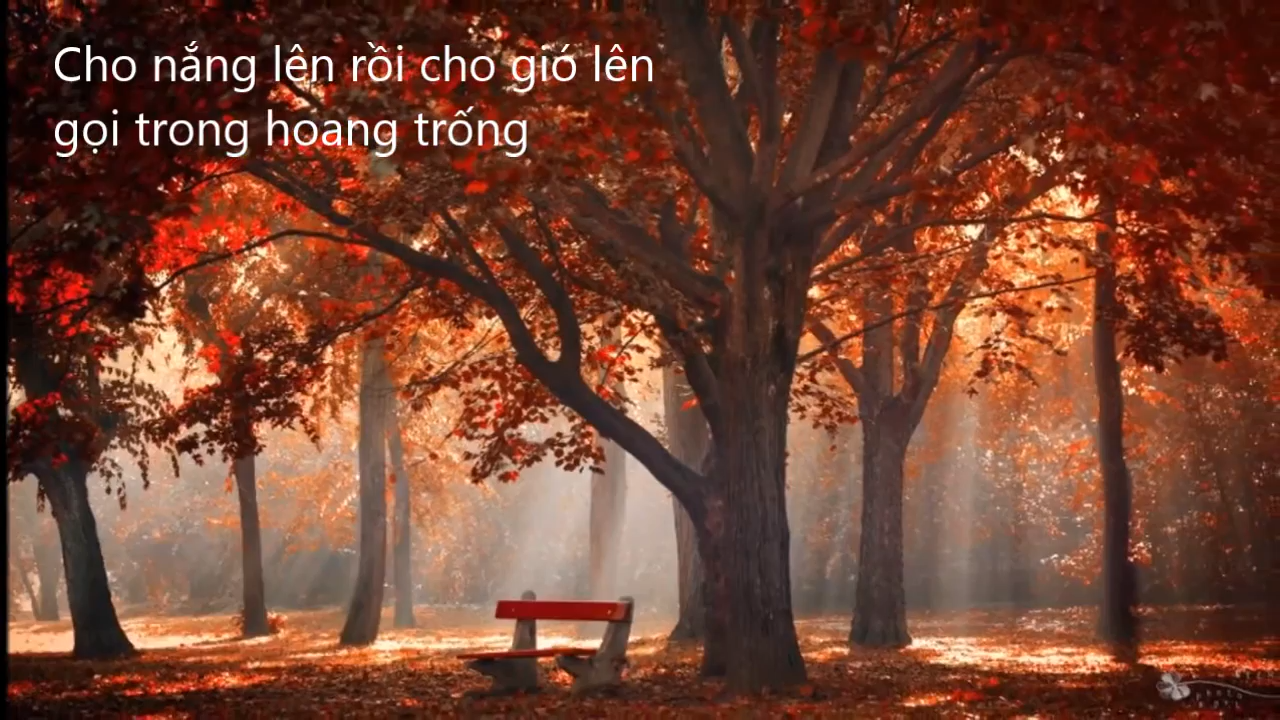 Cho nắng lên rồi cho gió lên
gọi trong hoang trống